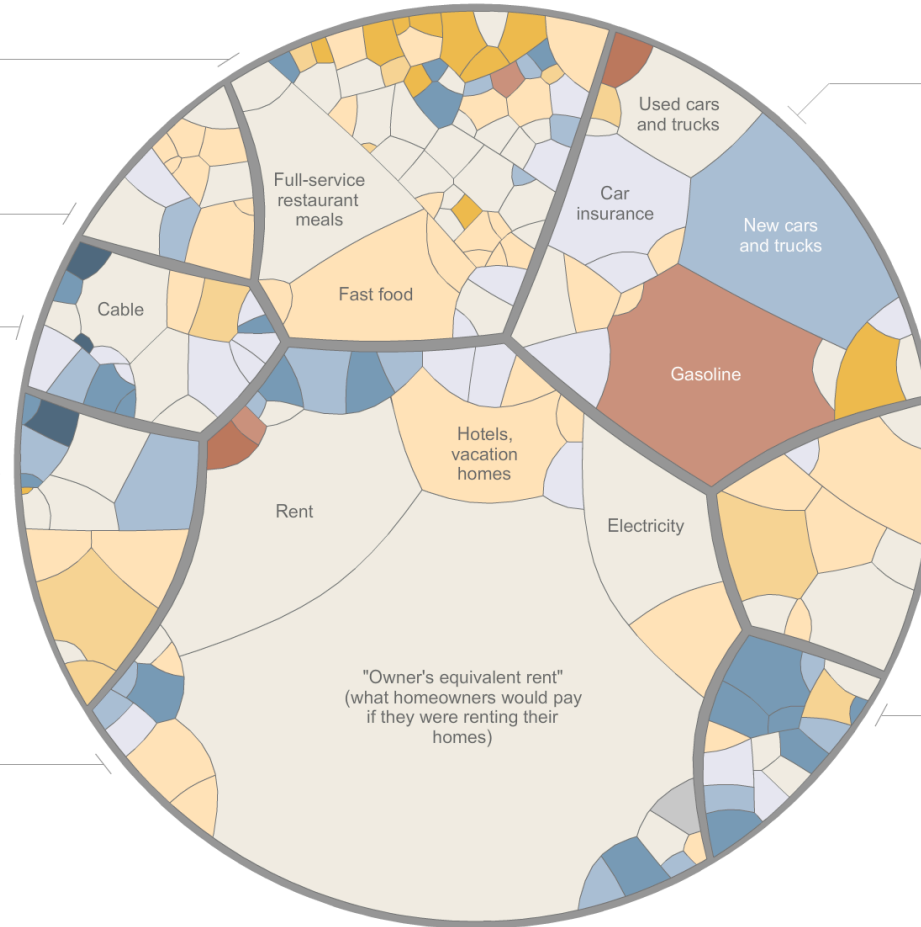 Used cars
and trucks
Full-service
restaurant
meals
Car
insurance
New cars
and trucks
Fast food
Cable
Gasoline
Hotels,
vacation
homes
Rent
Electricity
"Owner's equivalent rent"
(what homeowners would pay
if they were renting their
homes)